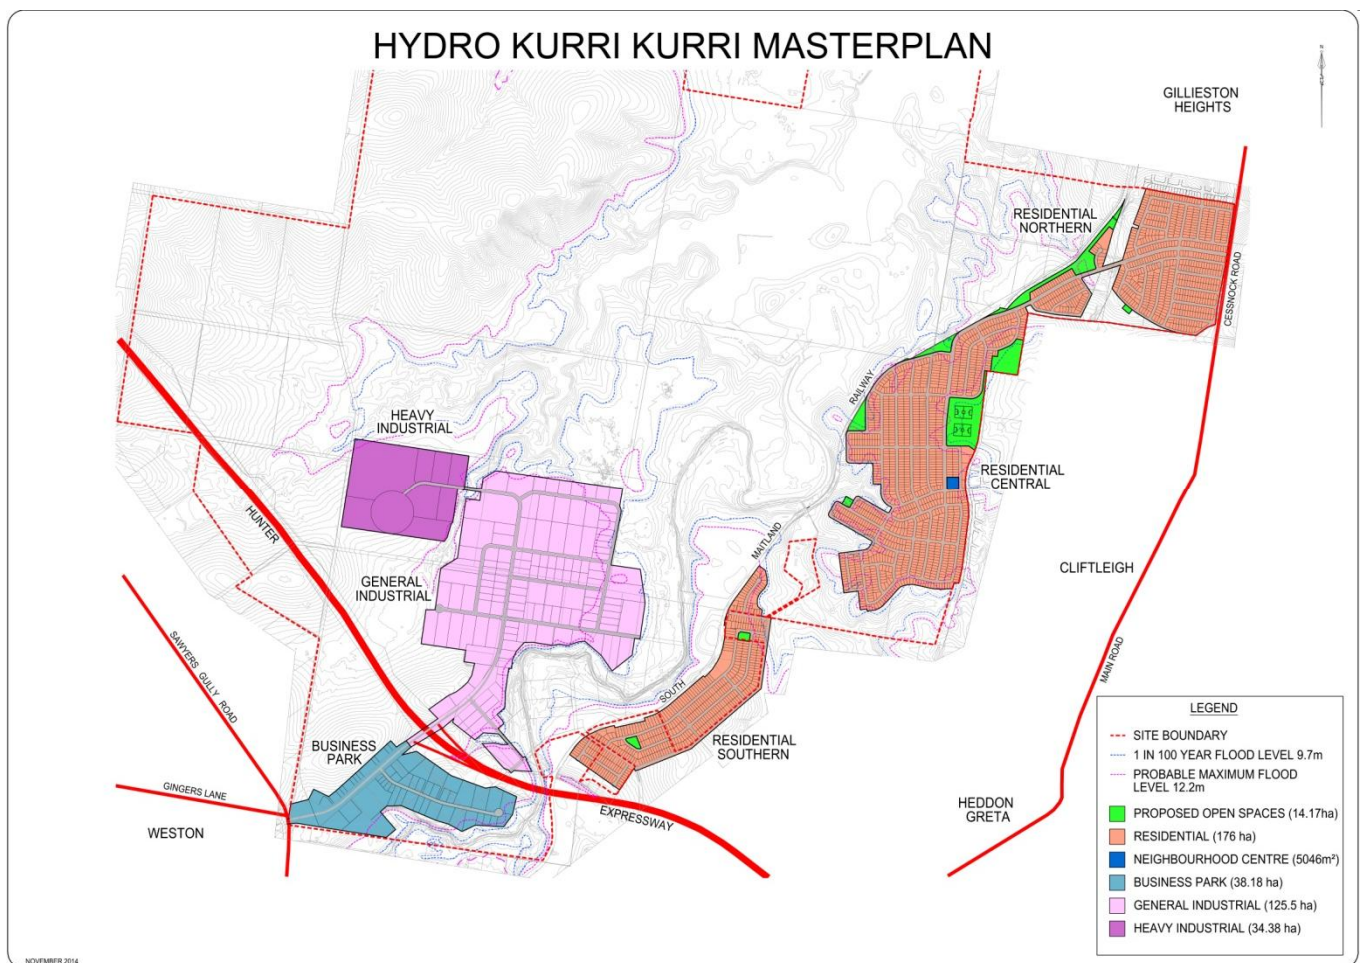 HYDRO KURRI KURRI MASTERPLAN
N
GILLIESTON
HEIGHTS
RESIDENTIAL
NORTHERN
CESSNOCK ROAD
RAILWAY
HEAVY
INDUSTRIAL
RESIDENTIAL
CENTRAL
HUNTER
MAITLAND
CLIFTLEIGH
GENERAL
INDUSTRIAL
SAWYERS GULLY ROAD
MAIN ROAD
SOUTH
BUSINESS
PARK
RESIDENTIAL
SOUTHERN
GINGERS LANE
WESTON
EXPRESSWAY
HEDDON
GRETA
LEGEND
SITE BOUNDARY
1 IN 100 YEAR FLOOD LEVEL 9.7m
PROBABLE MAXIMUM FLOOD
LEVEL 12.2m
PROPOSED OPEN SPACES (14.17ha)
RESIDENTIAL (176 ha)
NEIGHBOURHOOD CENTRE (5046m²)
BUSINESS PARK (38.18 ha)
GENERAL INDUSTRIAL (125.5 ha)
HEAVY INDUSTRIAL (34.38 ha)
NOVEMBER 2014